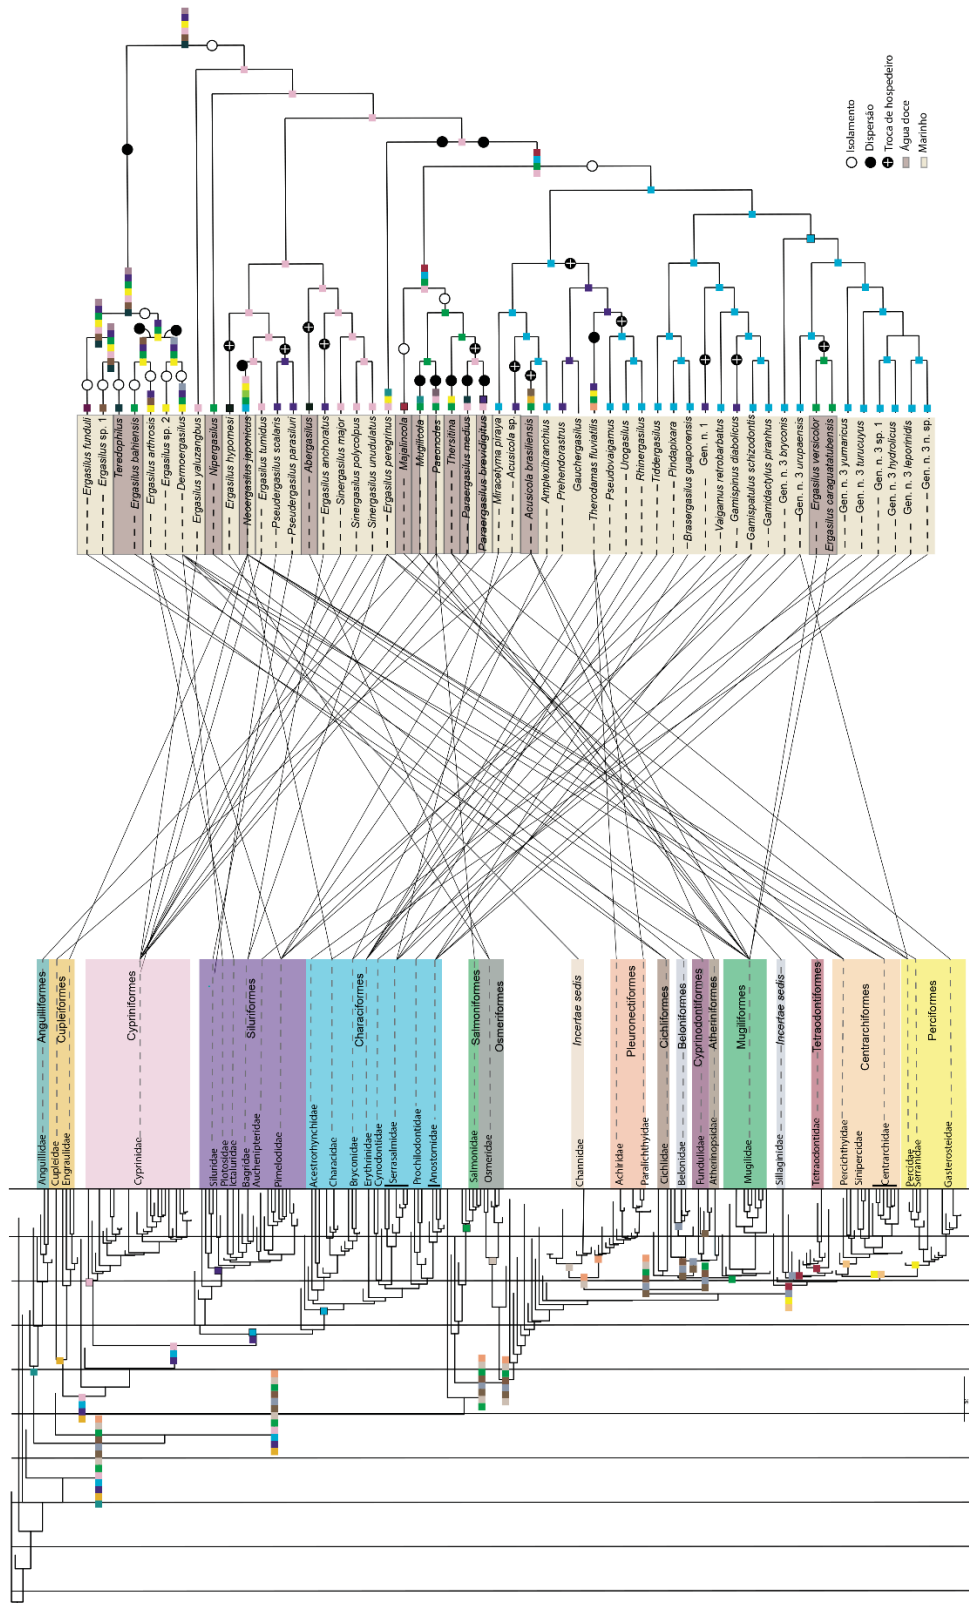 Ergasilus funduli
Ergasilus sp. 1
Teredophilus
Ergasilus bahiensis
Ergasilus arthrosis
Ergasilus sp. 2
Dermoergasilus
Ergasilus yaluzangbus
Nipergasilus
Ergasilus hypomesi
Neoergasilus japonicus
Ergasilus tumidus
Pseudergasilus scalaris
Pseudergasilus parasiluri
Abergasilus
Ergasilus anchoratus
Sinergasilus major
Sinergasilus polycolpus
Sinergasilus undulatus
Ergasilus peregrinus
Majalincola
Mugilicola
Paeonodes
Thersitina
Paraergasilus medius
Paraergasilus brevidigitus
Miracetyma piraya
Acusicola sp.
Acusicola brasiliensis
Amplexibranchius
Prehendorastrus
Gauchergasilus
Therodamas fluviatilis
Pseudovaigamus
Urogasilus
Rhinergasilus
Tiddergasilus
Pindapixara
Brasergasilus guaporensis
Gen. n. 1
Vaigamus retrobarbatus
Gamispinus diabolicus
Gamispatulus schizodontis
Gamidactylus piranhus
Gen. n. 3 bryconis
Gen. n. 3 urupaensis
Ergasilus versicolor
Ergasilus caraguatatubensis
Gen. n. 3 yumaricus
Gen. n. 3 turucuyus
Gen. n. 3 sp. 1
Gen. n. 3 hydrolicus
Gen. n. 3 leporinidis
Gen. n. 3 n. sp.
Isolamento
Dispersão
Troca de hospedeiro
Água doce
Marinho
Anguillidae
Anguilliformes
Cupleidae
Engraulidae
Cupleiformes
Cyprinidae
Cypriniformes
Siluridae
Plotosidae
Ictaluridae
Bagridae
Auchenipteridae
Pimelodidae
Siluriformes
Acestrorhynchidae
Characidae
Bryconidae
Erythrinidae
Cynodontidae
Serrasalmidae
Prochilodontidae
Anostomidae
Characiformes
Salmonidae
Salmoniformes
Osmeridae
Osmeriformes
Channidae
Incertae sedis
Achiridae
Paralichthyidae
Pleuronectiformes
Cichlidae
Cichliformes
Belonidae
Beloniformes
Fundulidae
Cyprinodontiformes
Atherinopsidae
Atheriniformes
Mugilidae
Mugiliformes
Sillaginidae
Incertae sedis
Tetraodontidae
Tetraodontiformes
Percichthyidae
Sinipercidae
Centrarchidae
Centrarchiformes
Percidae
Serranidae
Gasterosteidae
Perciformes